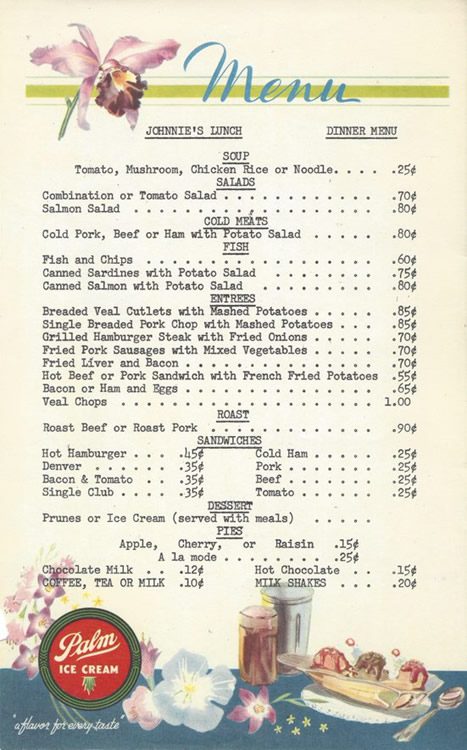 Menu
JOHNNIE'S LUNCH DINNER MENU
SOUP
Tomato, Mushroom, Chicken Rice or Noodle. . . . .25¢
SALADS
Combination or Tomato Salad . . . . . . . . . . . . .70¢
Salmon Salad . . . . . . . . . . . . . . . . . . . .80¢
COLD MEATS
Cold Pork, Beef or Ham with Potato Salad . . . . . .80¢
FISH
Fish and Chips . . . . . . . . . . . . . . . . . . .60¢
Canned Sardines with Potato Salad . . . . . . . . . .75¢
Canned Salmon with Potato Salad . . . . . . . . . . .80¢
ENTREES
Breaded Veal Cutlets with Mashed Potatoes . . . . . .85¢
Single Breaded Pork Chop with Mashed Potatoes . . . .85¢
Grilled Hamburger Steak with Fried Onions . . . . . .70¢
Fried Pork Sausages with Mixed Vegetables . . . . . .70¢
Fried Liver and Bacon . . . . . . . . . . . . . . . .70¢
Hot Beef or Pork Sandwich with French Fried Potatoes .55¢
Bacon or Ham and Eggs . . . . . . . . . . . . . . . .65¢
Veal Chops . . . . . . . . . . . . . . . . . . . . 1.00
ROAST
Roast Beef or Roast Pork . . . . . . . . . . . . . .90¢
SANDWICHES
Hot Hamburger . . . .45¢ Cold Ham . . . . . .25¢
Denver . . . . . . .35¢ Pork . . . . . . . .25¢
Bacon & Tomato . . .35¢ Beef . . . . . . . .25¢
Single Club . . . . .35¢ Tomato . . . . . . .25¢
DESSERT
Prunes or Ice Cream (served with meals) . . . . .
PIES
Apple, Cherry, or Raisin .15¢
A la mode . . . . . . . . .25¢
Chocolate Milk . . .12¢ Hot Chocolate . . . .15¢
COFFEE, TEA OR MILK .10¢ MILK SHAKES . . . .20¢
Palm
ICE CREAM
"a flavor for every taste"